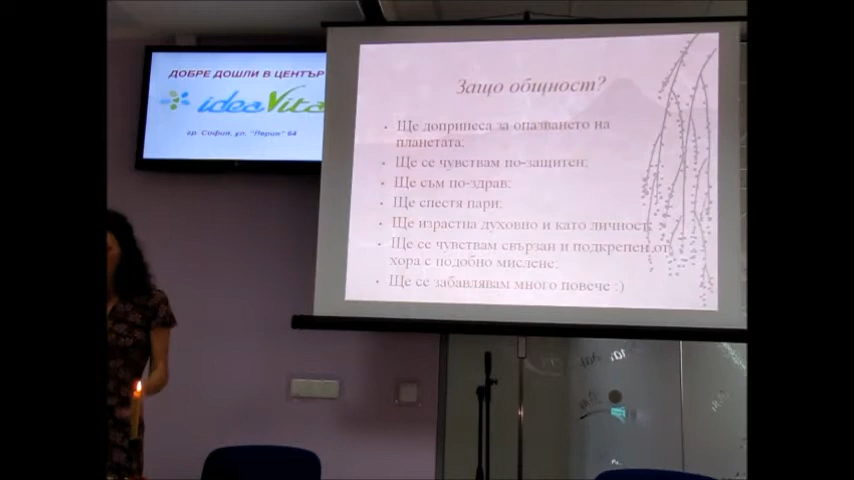 ДОБРЕ ДОШЛИ В ЦЕНТЪР
ideaVita
гр. София, ул. "Перник" 64
Защо общност?
• Ще допринеса за опазването на
планетата;
• Ще се чувствам по-защитен;
• Ще съм по-здрав;
• Ще спестя пари;
• Ще израстна духовно и като личност;
• Ще се чувствам свързан и подкрепен от
хора с подобно мислене;
• Ще се забавлявам много повече :)